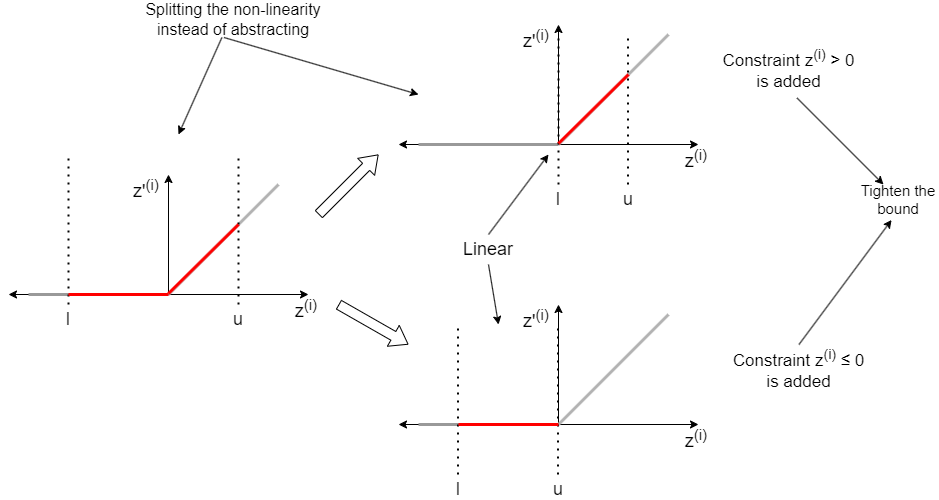 Splitting the non-linearity
instead of abstracting
z'(i)
z(i)
l
u
z'(i)
z(i)
l
u
Linear
z'(i)
z(i)
l
u
Constraint z(i) > 0
is added
Tighten the
bound
Constraint z(i) ≤ 0
is added